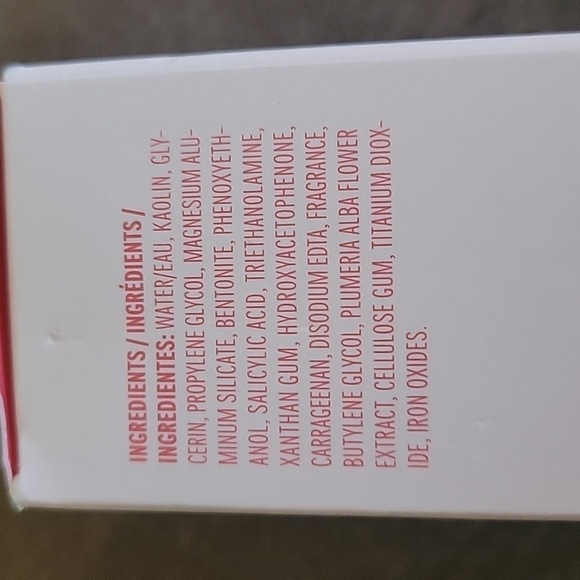 INGREDIENTS / INGRÉDIENTS /
INGREDIENTES: WATER/EAU, KAOLIN, GLY-
CERIN, PROPYLENE GLYCOL, MAGNESIUM ALU-
MINUM SILICATE, BENTONITE, PHENOXYETH-
ANOL, SALICYLIC ACID, TRIETHANOLAMINE,
XANTHAN GUM, HYDROXYACETOPHENONE,
CARRAGEENAN, DISODIUM EDTA, FRAGRANCE,
BUTYLENE GLYCOL, PLUMERIA ALBA FLOWER
EXTRACT, CELLULOSE GUM, TITANIUM DIOX-
IDE, IRON OXIDES.